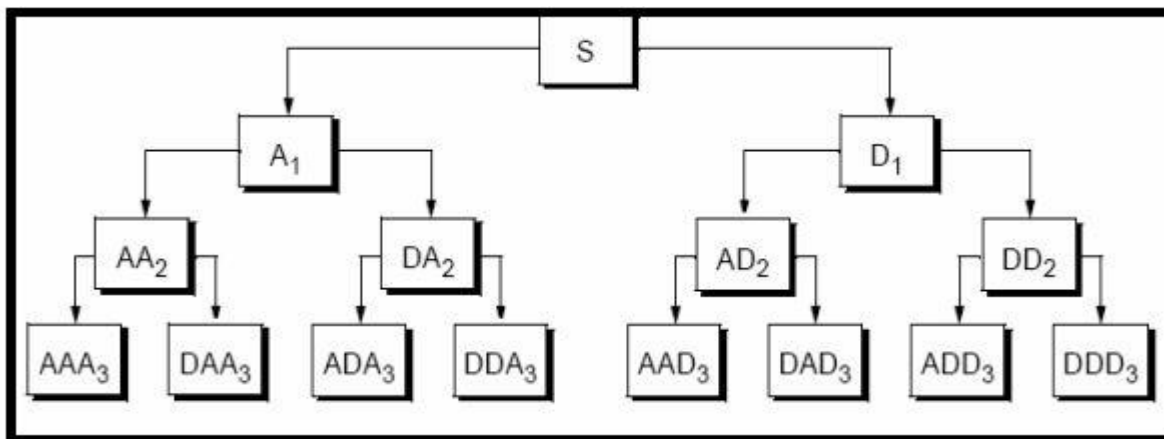 S
A₁ D₁
AA₂ DA₂ AD₂ DD₂
AAA₃ DAA₃ ADA₃ DDA₃ AAD₃ DAD₃ ADD₃ DDD₃